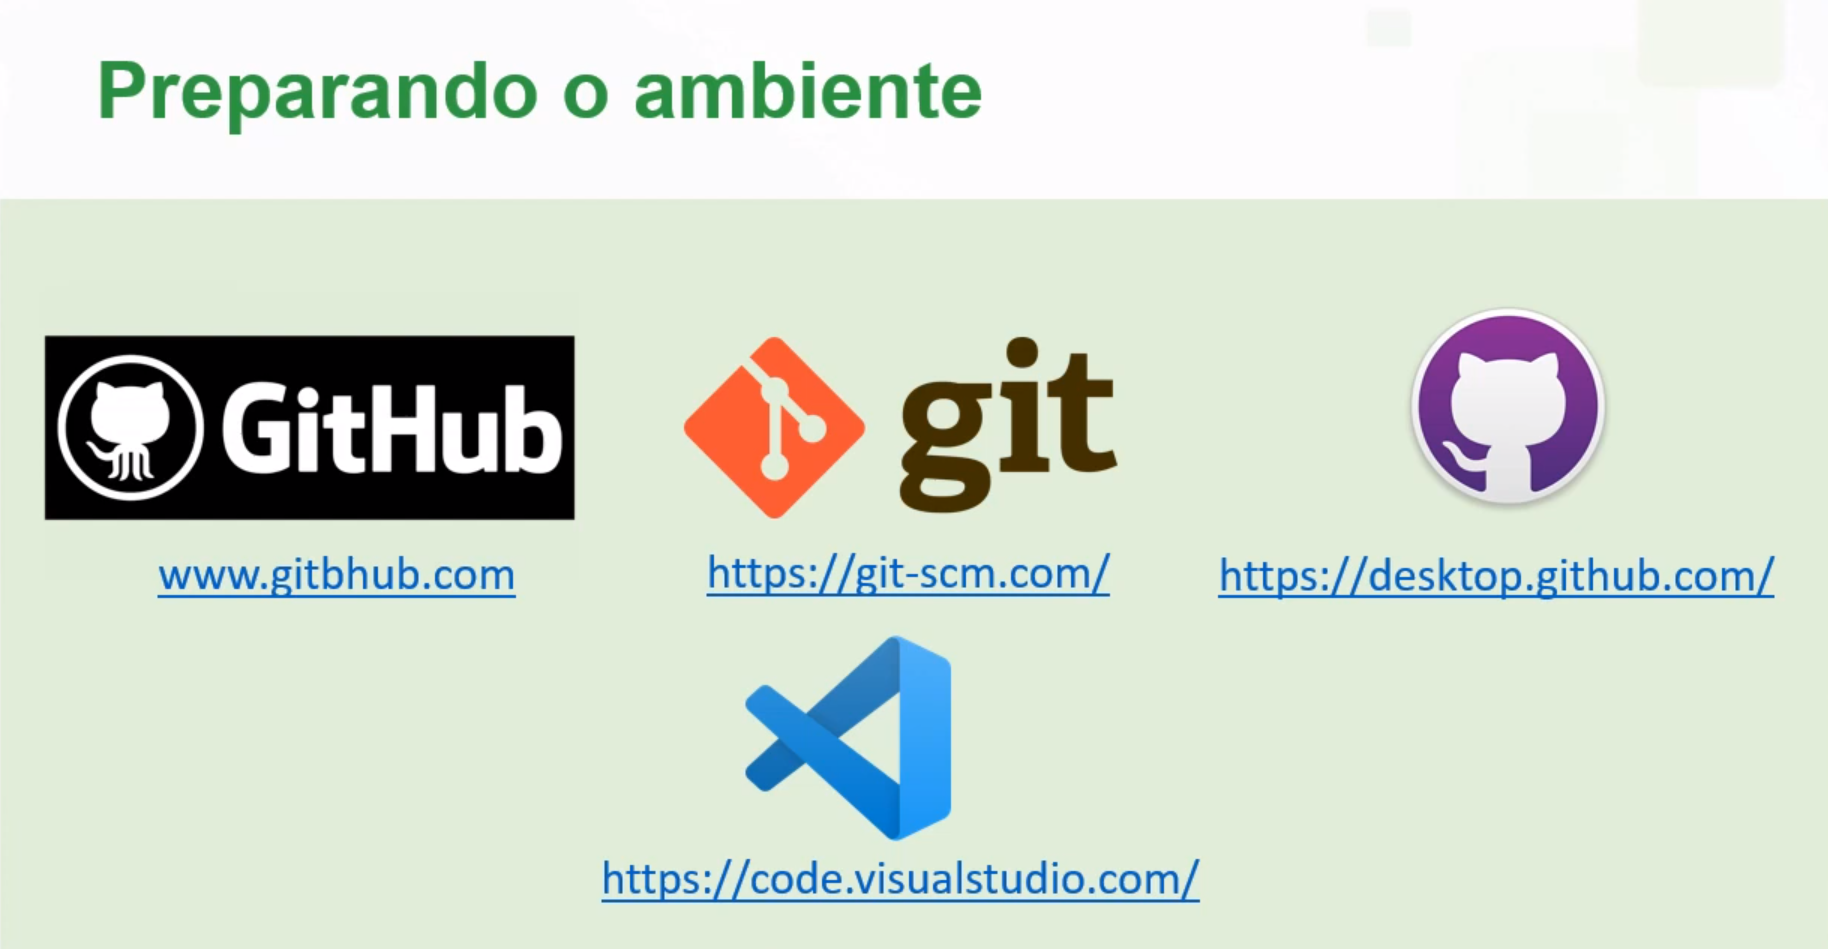 Preparando o ambiente
GitHub
git
www.gitbhub.com
https://git-scm.com/
https://desktop.github.com/
https://code.visualstudio.com/